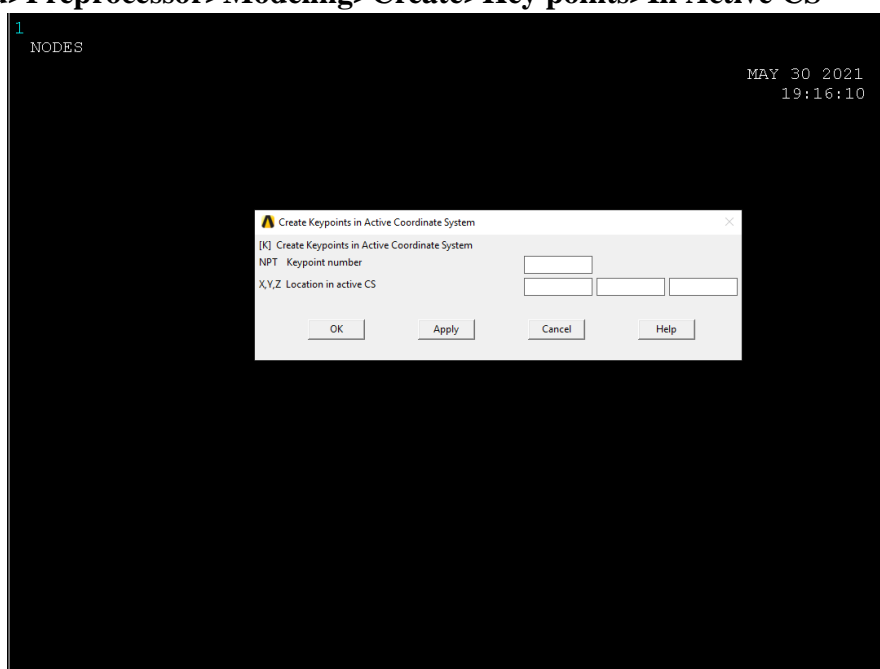 Preprocessor> Modeling> Create> Key points> In Active CS
1
NODES
MAY 30 2021
19:16:10
Create Keypoints in Active Coordinate System
[K] Create Keypoints in Active Coordinate System
NPT Keypoint number
X,Y,Z Location in active CS
OK Apply Cancel Help